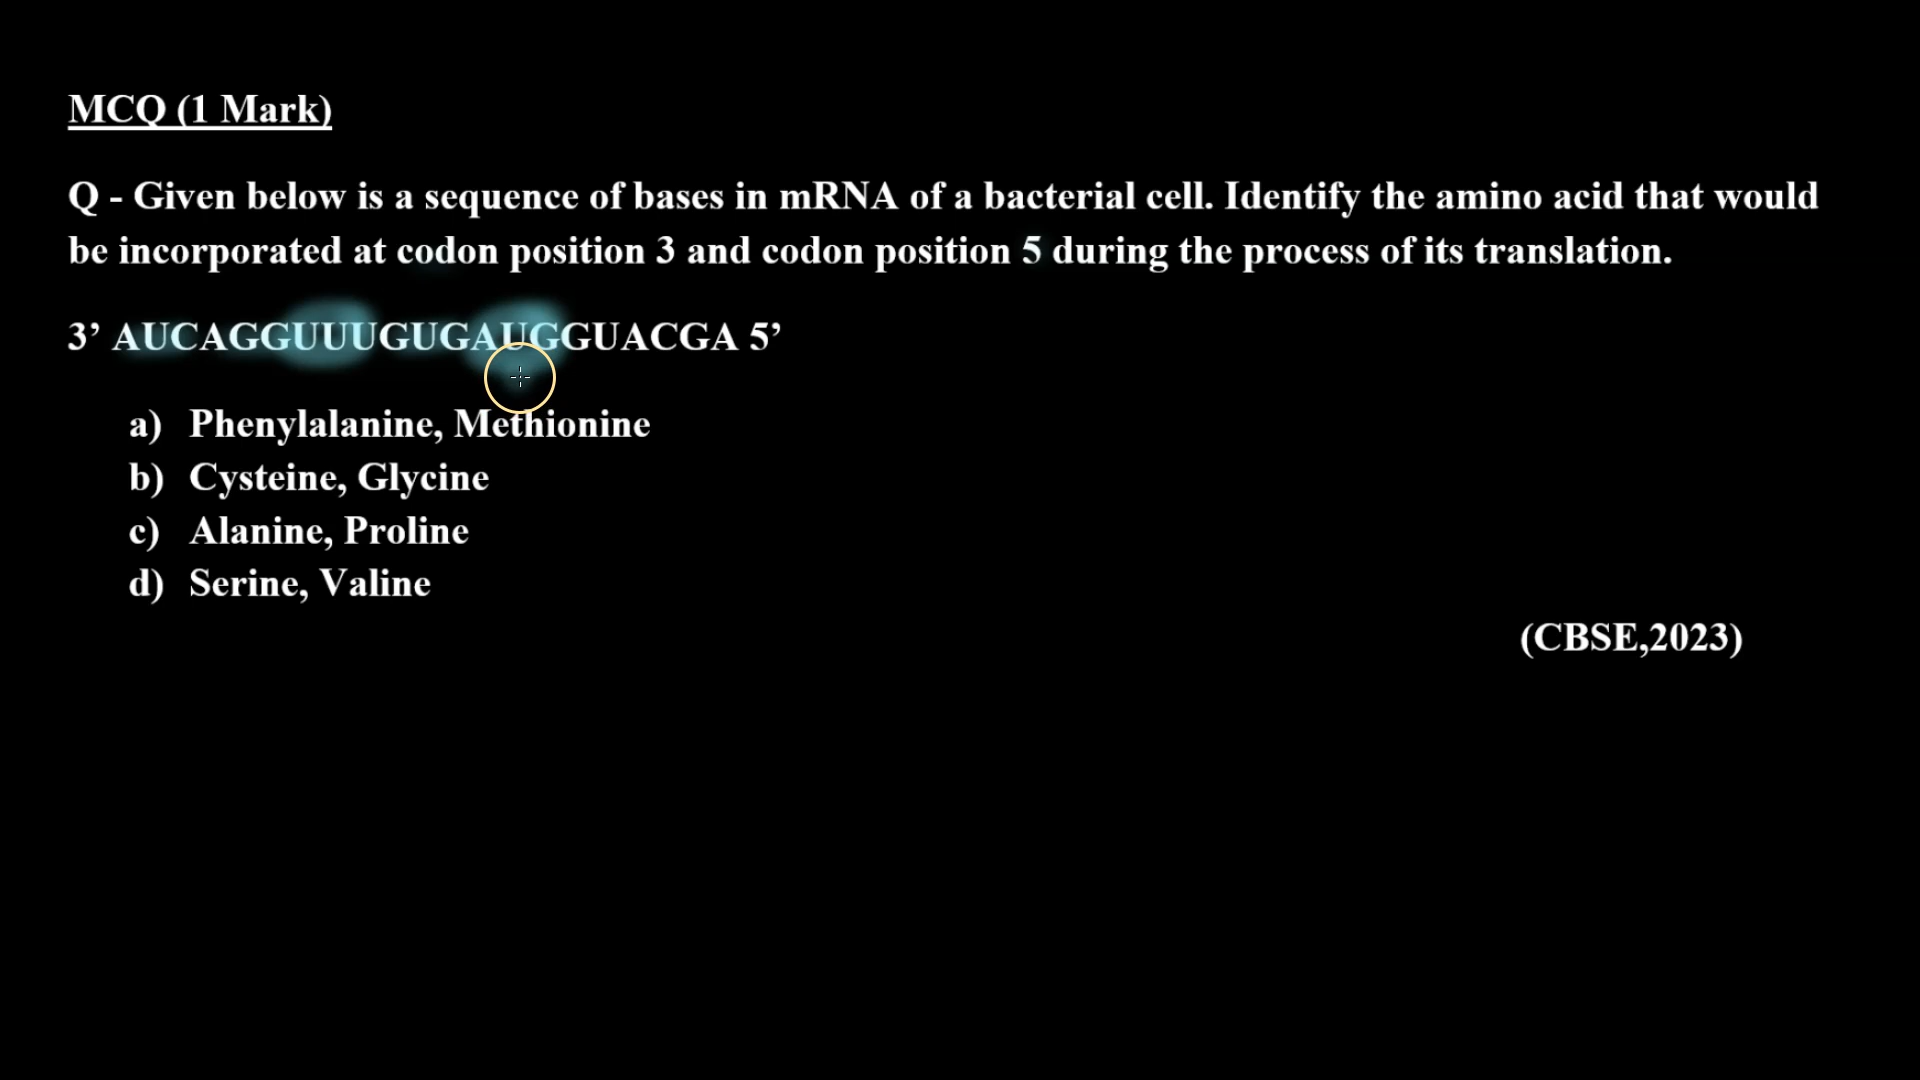 MCQ (1 Mark)
Q - Given below is a sequence of bases in mRNA of a bacterial cell. Identify the amino acid that would
be incorporated at codon position 3 and codon position 5 during the process of its translation.
3’ AUCAGGUUUGUGAUGGUACGA 5’
a) Phenylalanine, Methionine
b) Cysteine, Glycine
c) Alanine, Proline
d) Serine, Valine
(CBSE,2023)